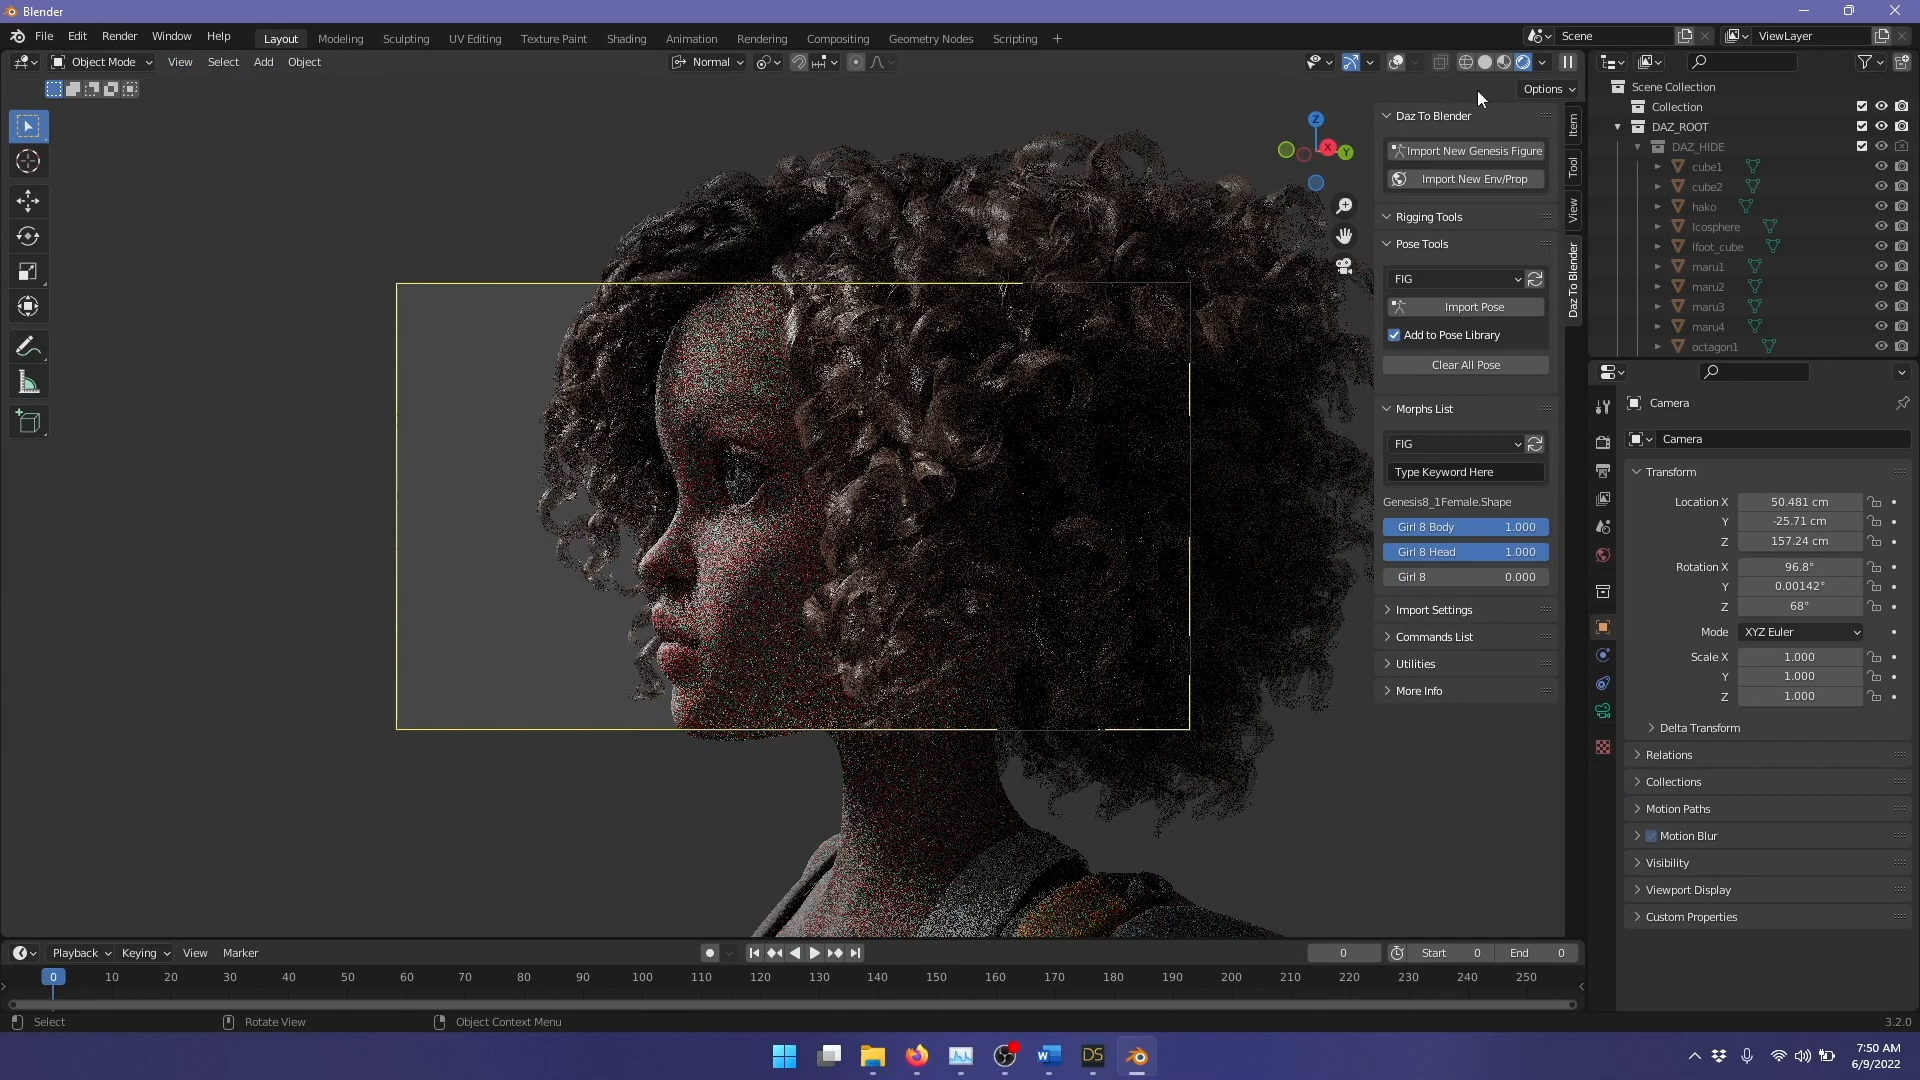 Blender
File Edit Render Window Help Layout Modeling Sculpting UV Editing Texture Paint Shading Animation Rendering Compositing Geometry Nodes Scripting + Scene ViewLayer
Object Mode View Select Add Object Normal
Options
Z
X
Y
Daz To Blender
Import New Genesis Figure
Import New Env/Prop
Rigging Tools
Pose Tools
FIG
Import Pose
Add to Pose Library
Clear All Pose
Morphs List
FIG
Type Keyword Here
Genesis8_1Female.Shape
Girl 8 Body 1.000
Girl 8 Head 1.000
Girl 8 0.000
Import Settings
Commands List
Utilities
More Info
Item
Tool
View
Daz To Blender
Scene Collection
Collection
DAZ_ROOT
DAZ_HIDE
cube1
cube2
hako
Icosphere
lfoot_cube
maru1
maru2
maru3
maru4
octagon1
Camera
Camera
Transform
Location X 50.481 cm
Y -25.71 cm
Z 157.24 cm
Rotation X 96.8°
Y 0.00142°
Z 68°
Mode XYZ Euler
Scale X 1.000
Y 1.000
Z 1.000
Delta Transform
Relations
Collections
Motion Paths
Motion Blur
Visibility
Viewport Display
Custom Properties
Playback Keying View Marker 0 Start 0 End 0
0 10 20 30 40 50 60 70 80 90 100 110 120 130 140 150 160 170 180 190 200 210 220 230 240 250
Select Rotate View Object Context Menu 3.2.0
W
DS
7:50 AM
6/9/2022